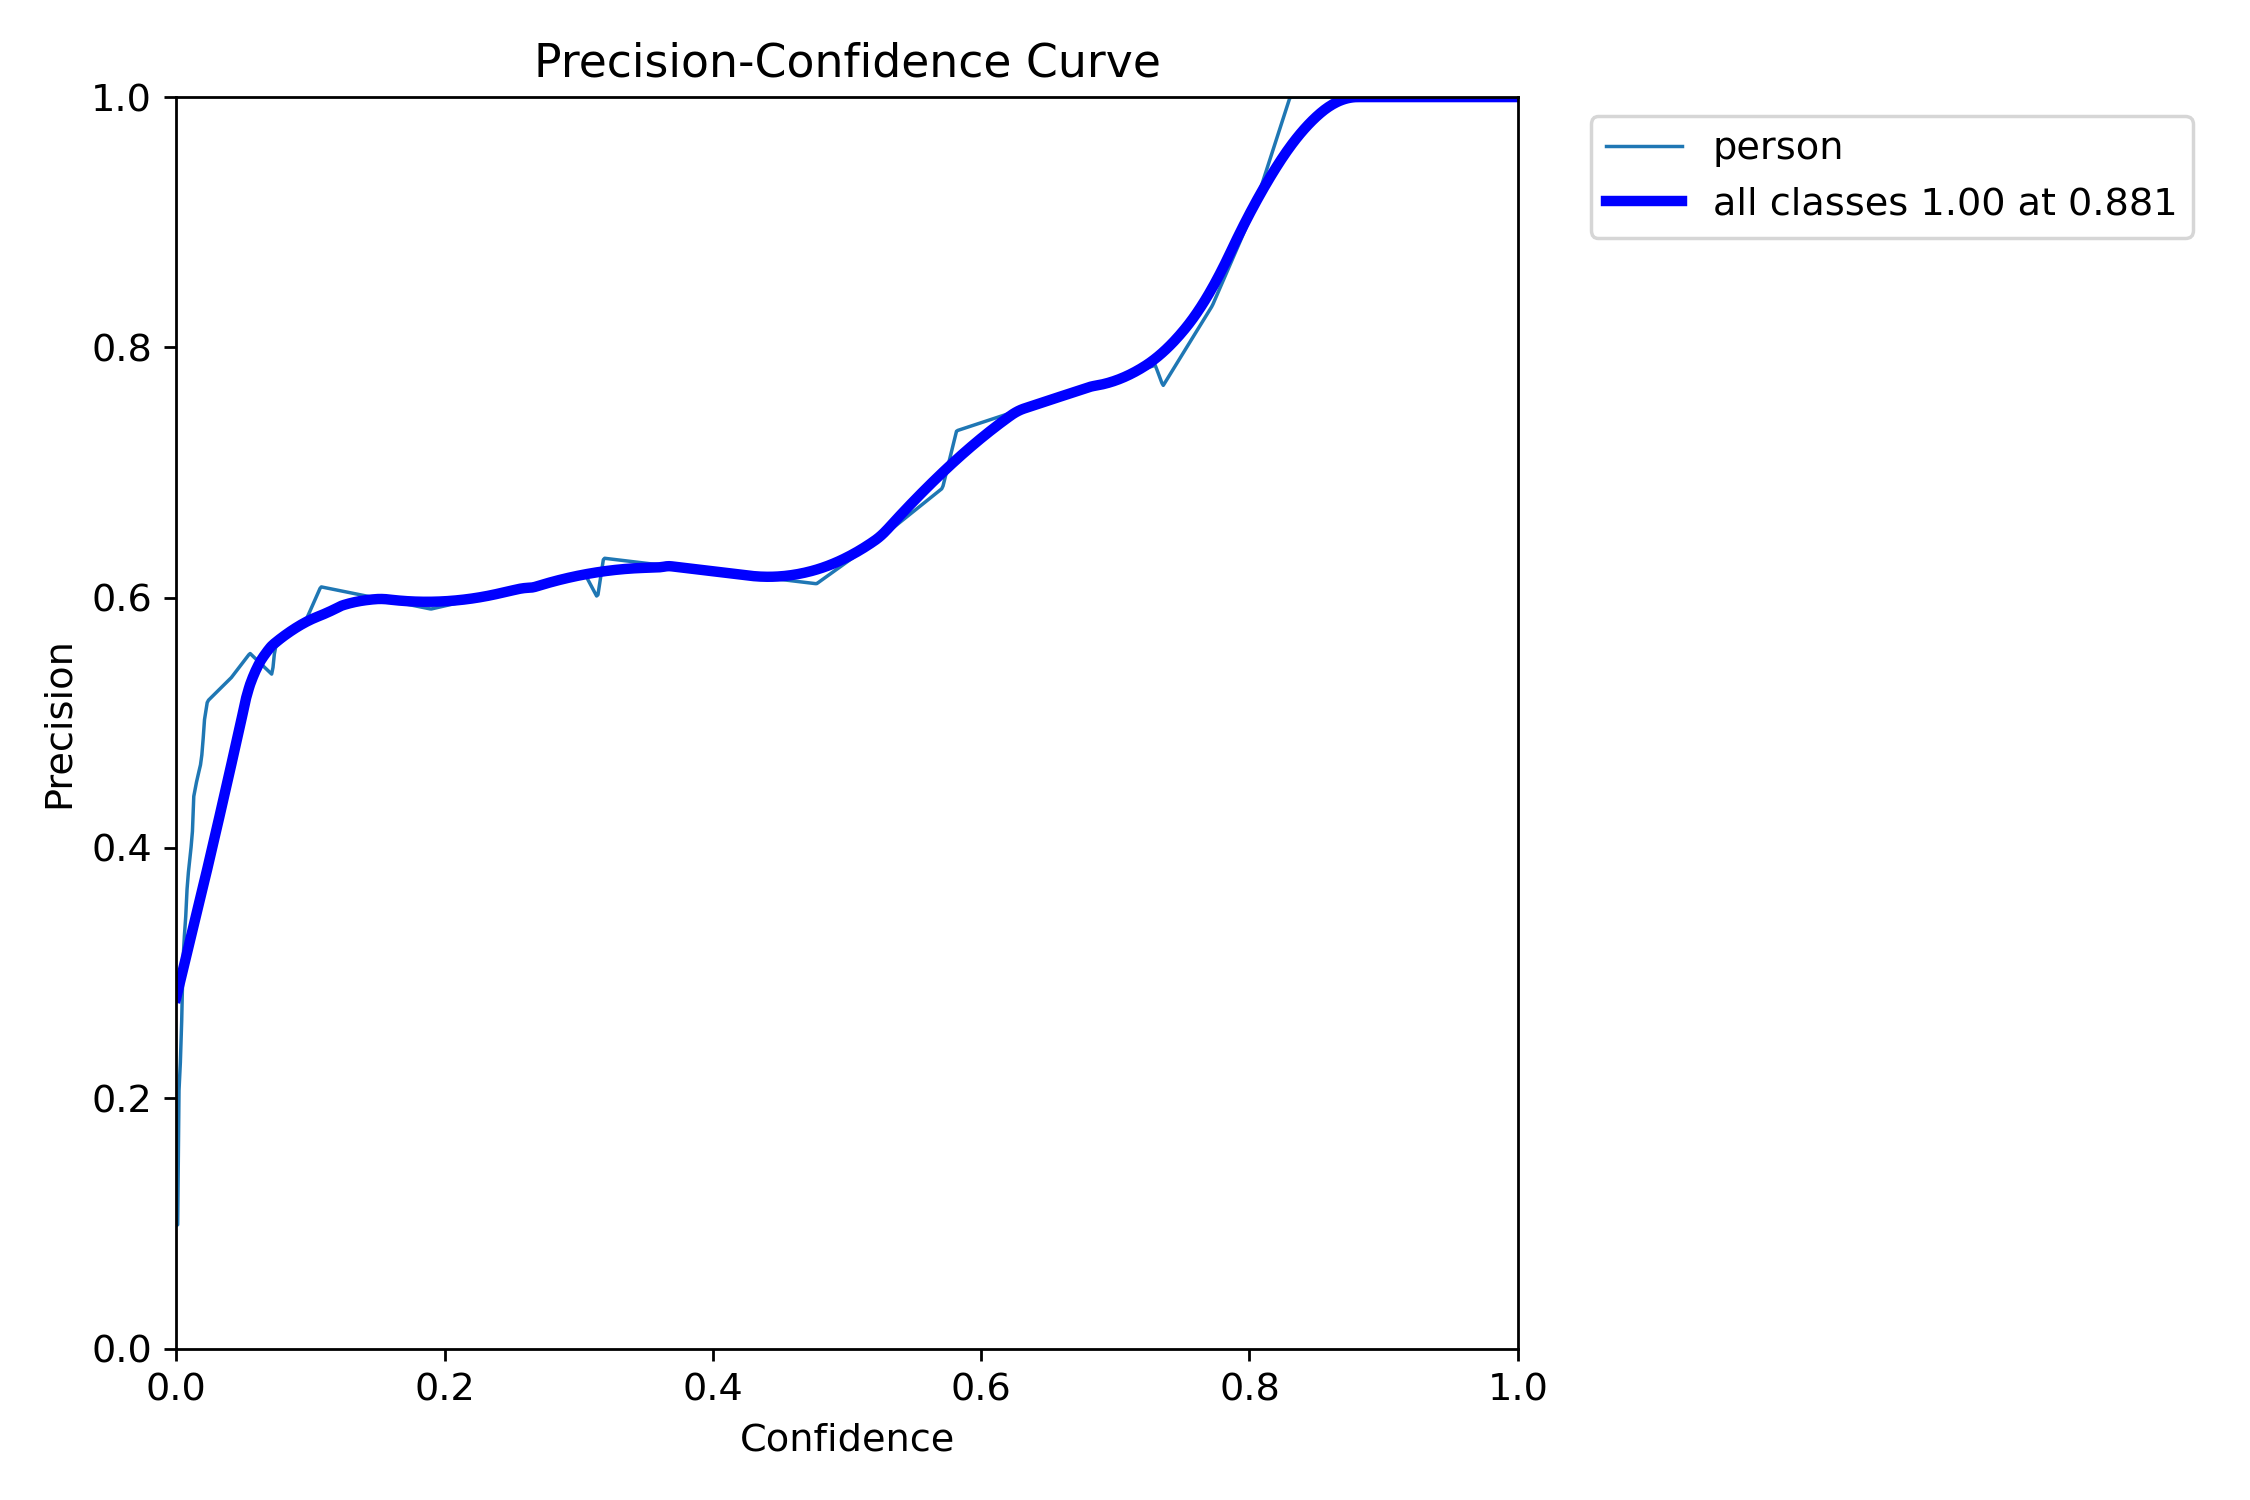 Precision-Confidence Curve
1.0
0.8
0.6
0.4
0.2
0.0
Precision
0.0 0.2 0.4 0.6 0.8 1.0
Confidence
person
all classes 1.00 at 0.881